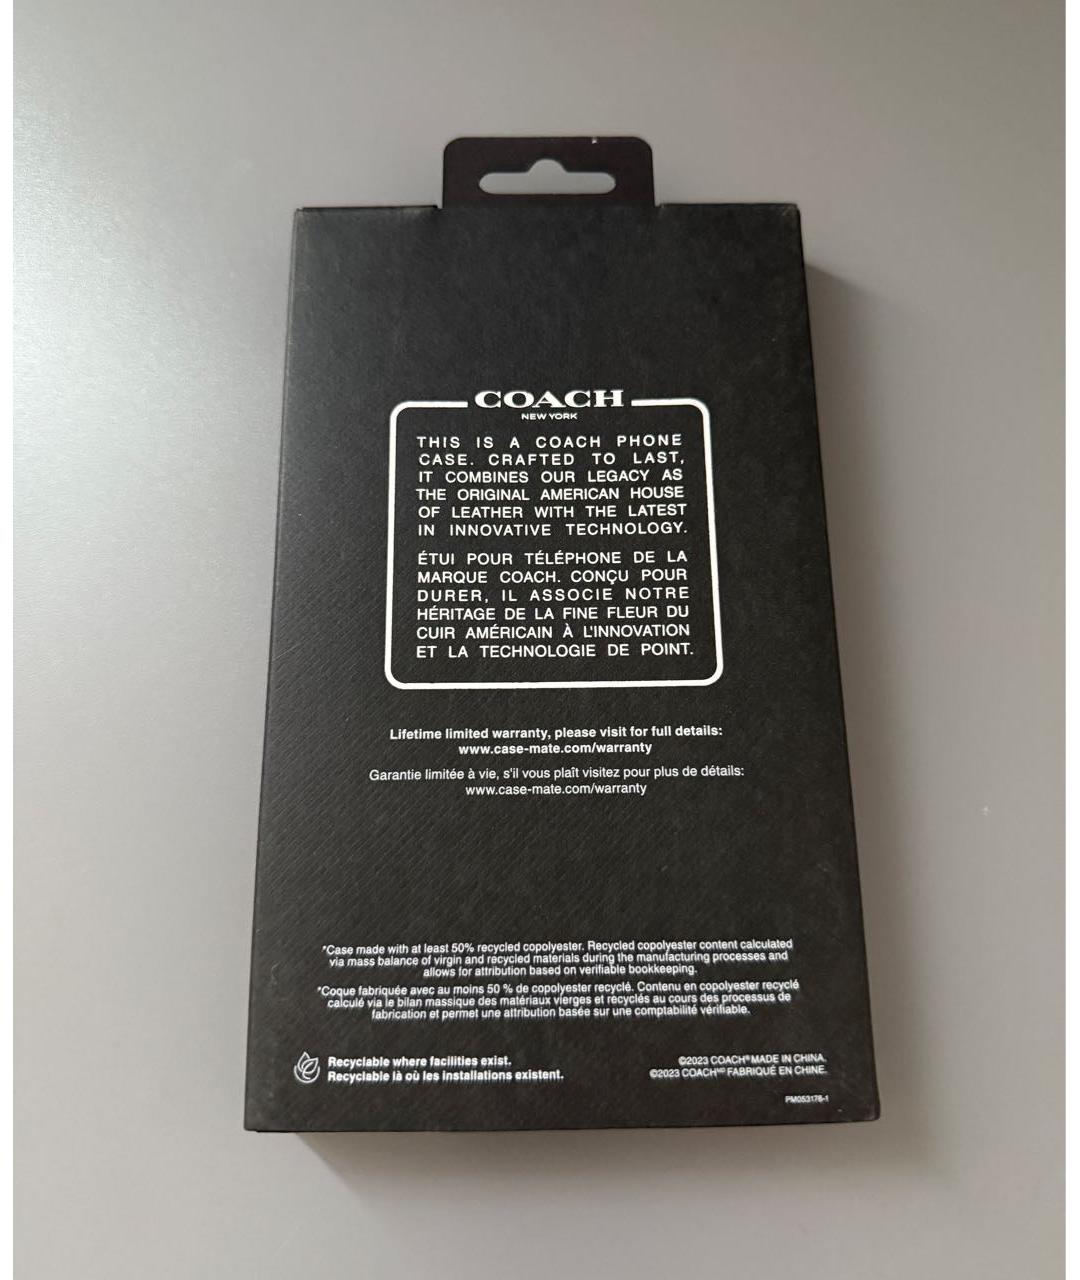 COACH
NEW YORK
THIS IS A COACH PHONE
CASE. CRAFTED TO LAST,
IT COMBINES OUR LEGACY AS
THE ORIGINAL AMERICAN HOUSE
OF LEATHER WITH THE LATEST
IN INNOVATIVE TECHNOLOGY.
ÉTUI POUR TÉLÉPHONE DE LA
MARQUE COACH. CONÇU POUR
DURER, IL ASSOCIE NOTRE
HÉRITAGE DE LA FINE FLEUR DU
CUIR AMÉRICAIN À L'INNOVATION
ET LA TECHNOLOGIE DE POINT.
Lifetime limited warranty, please visit for full details:
www.case-mate.com/warranty
Garantie limitée à vie, s'il vous plaît visitez pour plus de détails:
www.case-mate.com/warranty
*Case made with at least 50% recycled copolyester. Recycled copolyester content calculated
via mass balance of virgin and recycled materials during the manufacturing processes and
allows for attribution based on verifiable bookkeeping.
*Coque fabriquée avec au moins 50 % de copolyester recyclé. Contenu en copolyester recyclé
calculé via le bilan massique des matériaux vierges et recyclés au cours des processus de
fabrication et permet une attribution basée sur une comptabilité vérifiable.
Recyclable where facilities exist.
Recyclable là où les installations existent.
©2023 COACH® MADE IN CHINA.
©2023 COACHᴹᴰ FABRIQUÉ EN CHINE.
PM053176-1